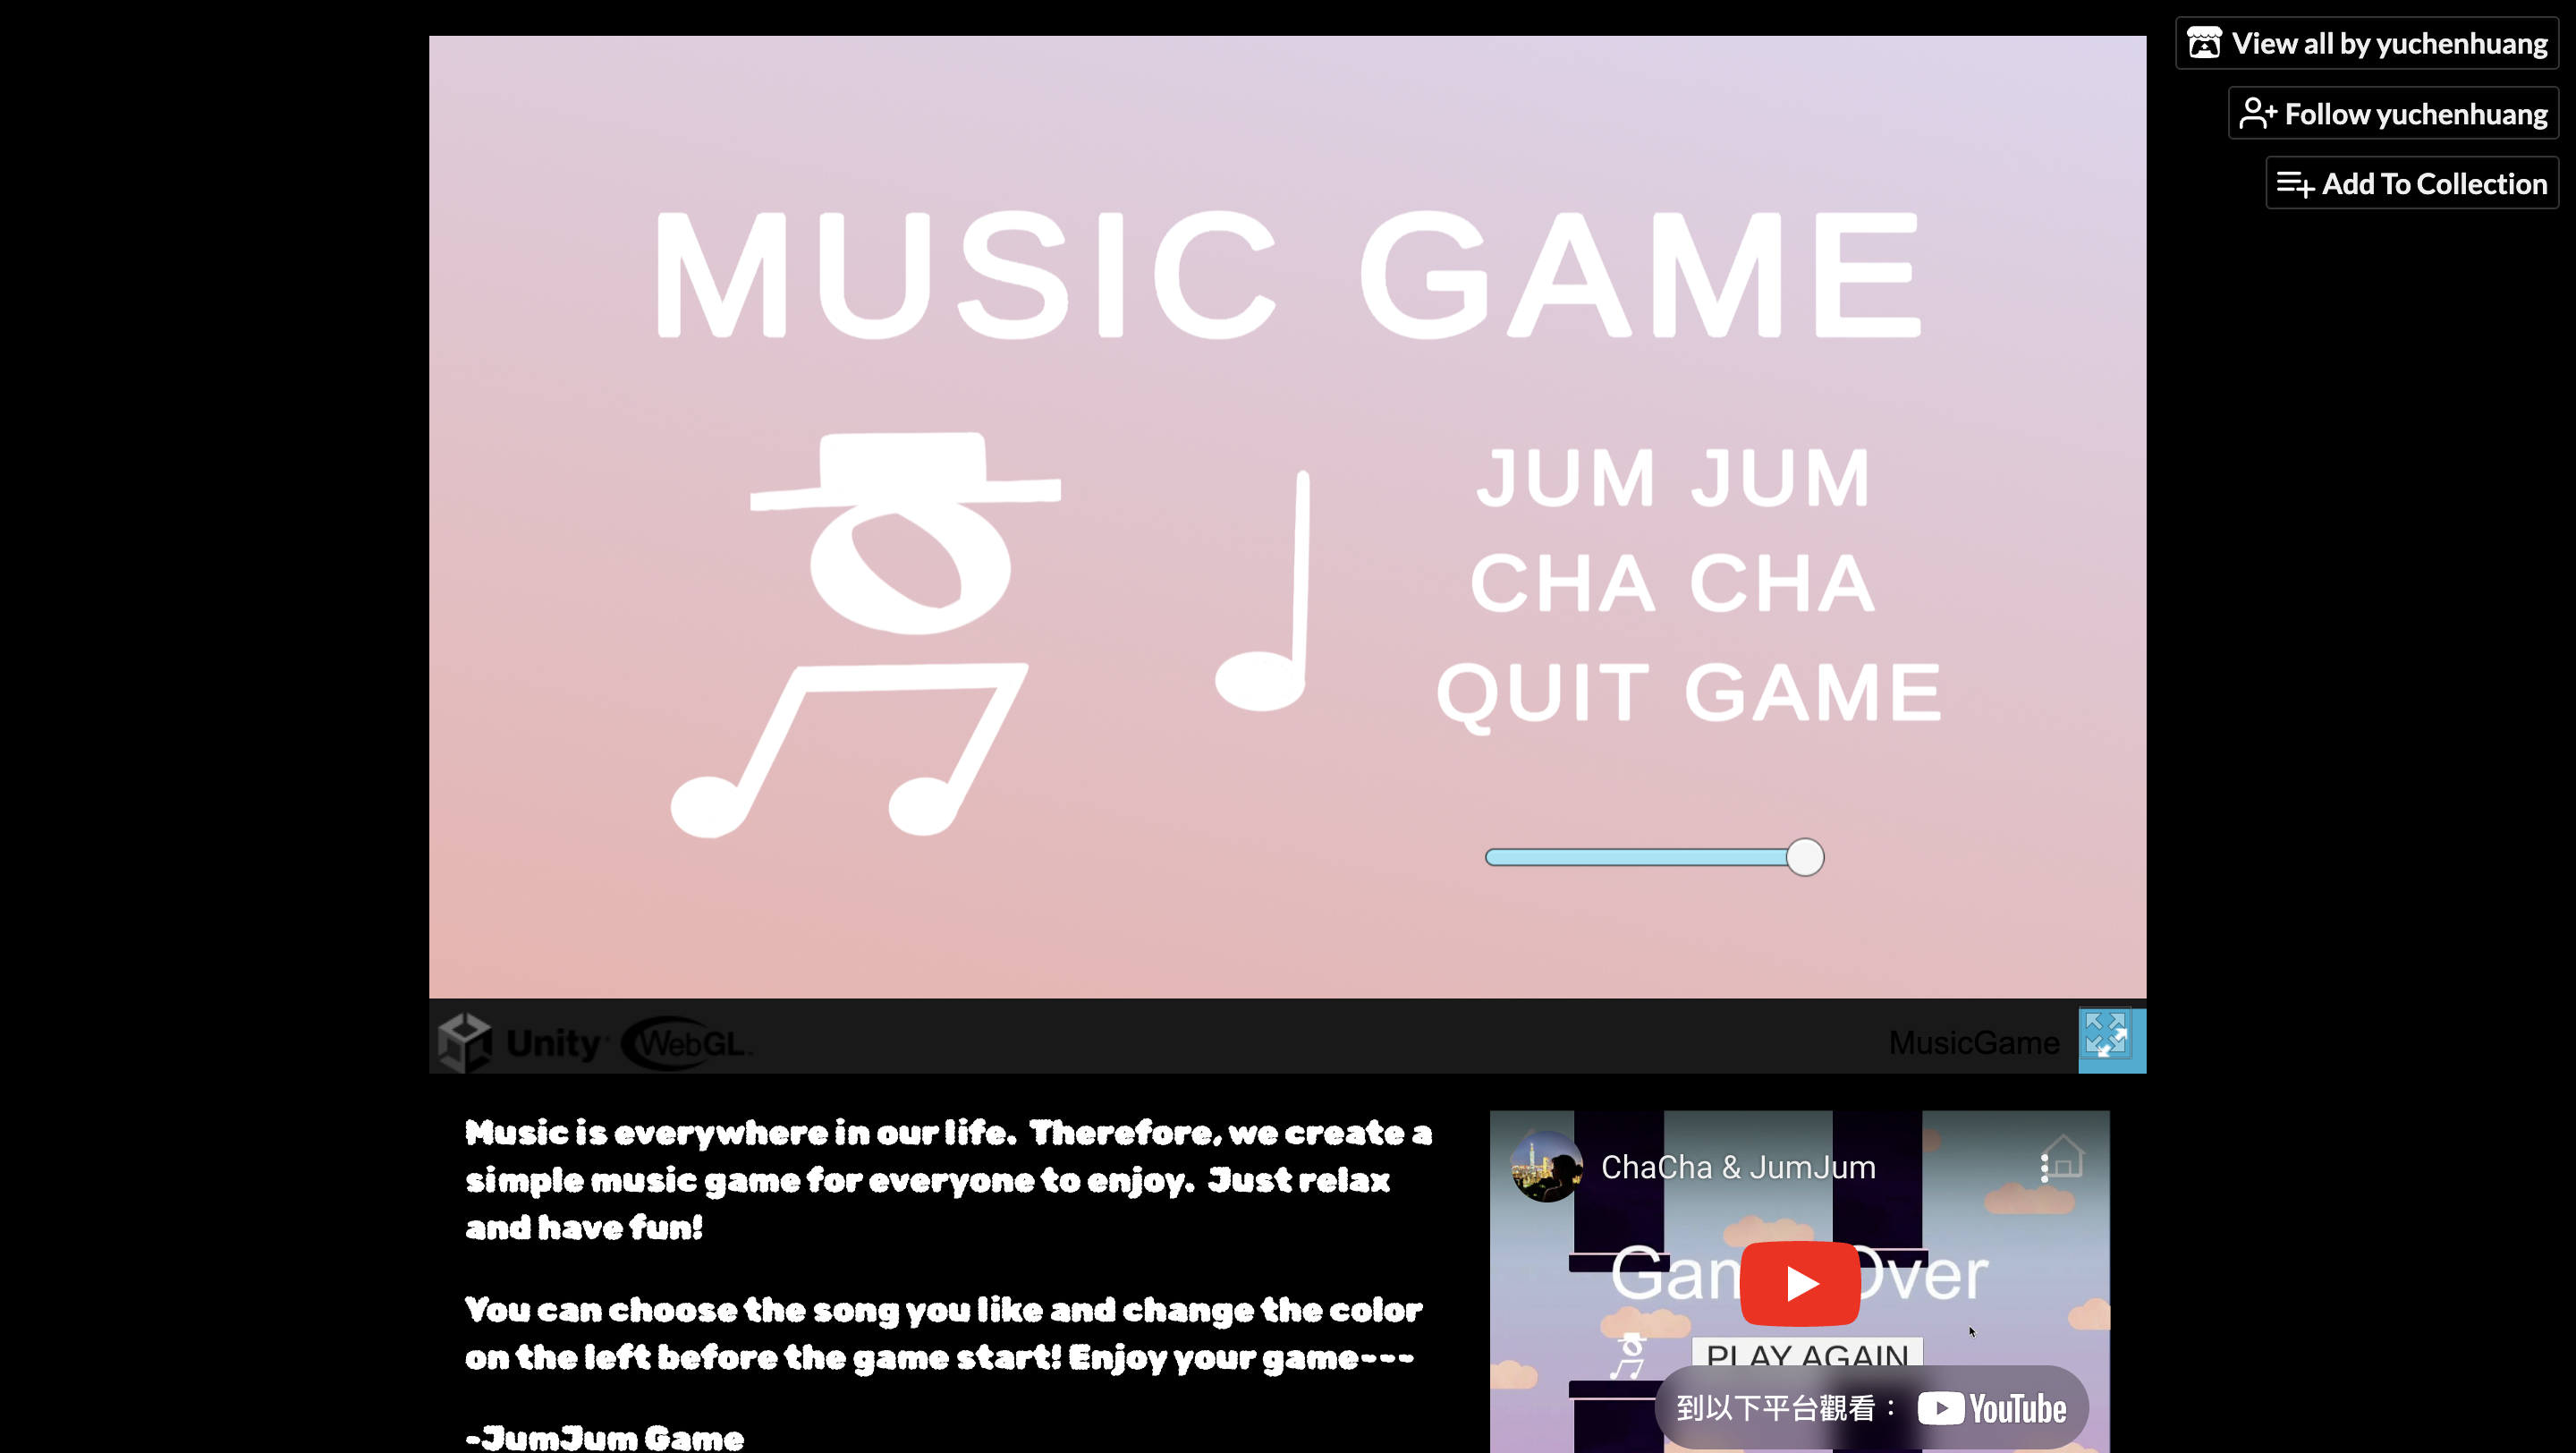 View all by yuchenhuang
Follow yuchenhuang
Add To Collection
MUSIC GAME
JUM JUM
CHA CHA
QUIT GAME
Unity WebGL
MusicGame
Music is everywhere in our life. Therefore, we create a
simple music game for everyone to enjoy. Just relax
and have fun!
You can choose the song you like and change the color
on the left before the game start! Enjoy your game---
-JumJum Game
ChaCha & JumJum
Game Over
PLAY AGAIN
到以下平台觀看： YouTube